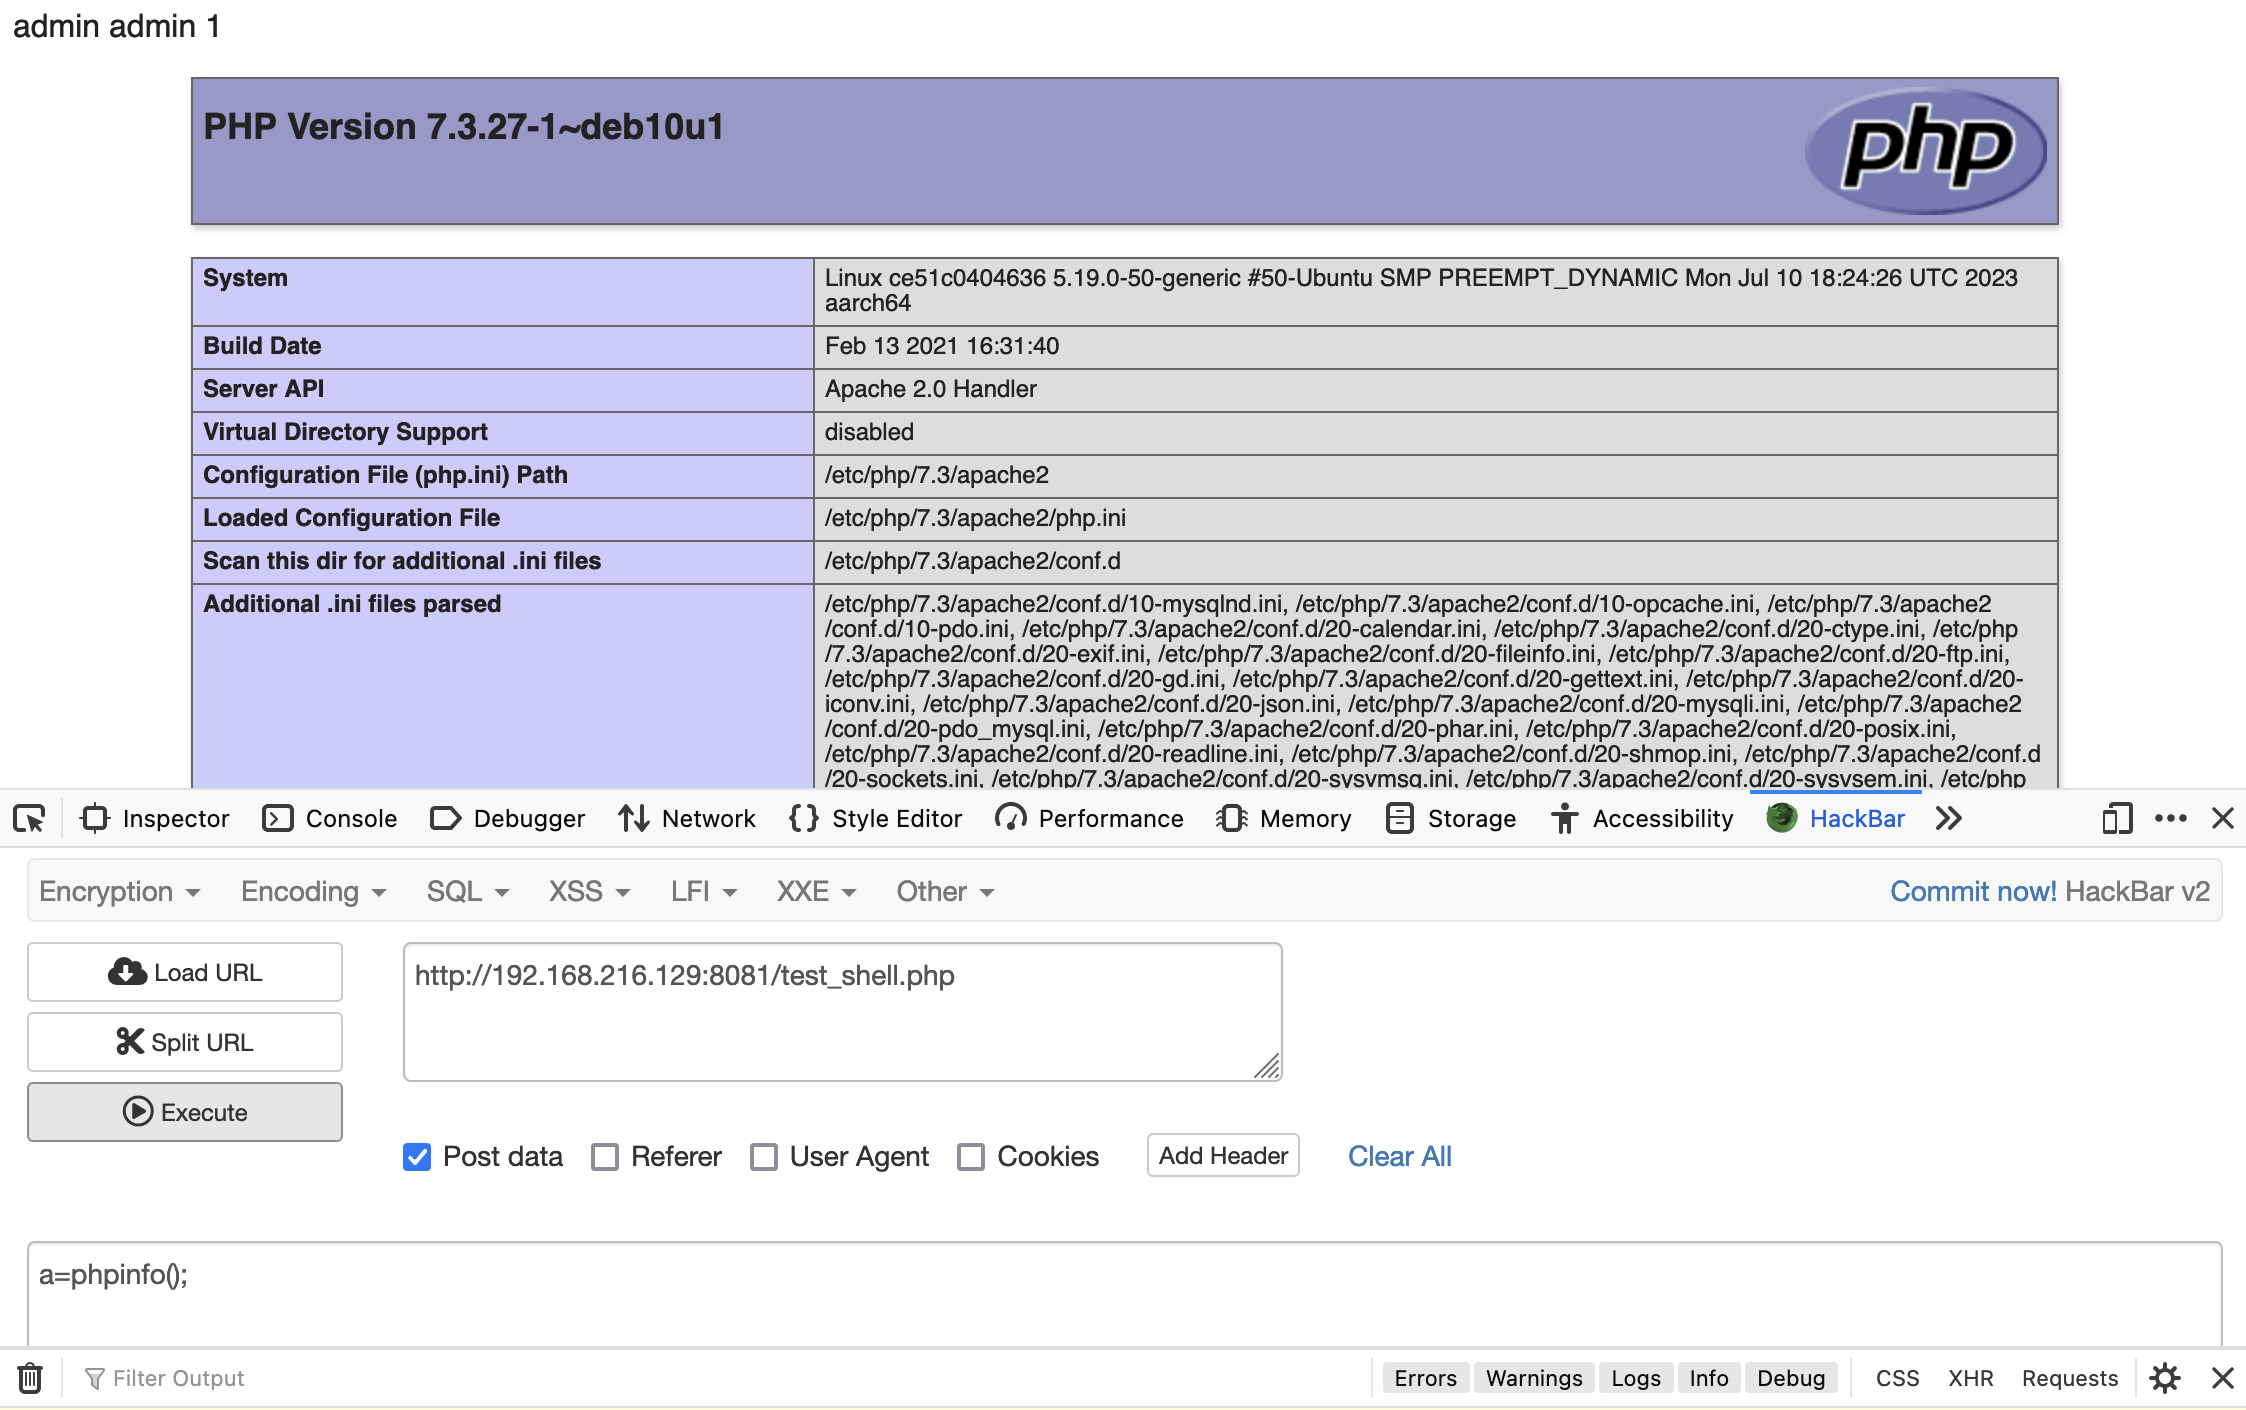 admin admin 1
PHP Version 7.3.27-1~deb10u1
php
System
Linux ce51c0404636 5.19.0-50-generic #50-Ubuntu SMP PREEMPT_DYNAMIC Mon Jul 10 18:24:26 UTC 2023
aarch64
Build Date
Feb 13 2021 16:31:40
Server API
Apache 2.0 Handler
Virtual Directory Support
disabled
Configuration File (php.ini) Path
/etc/php/7.3/apache2
Loaded Configuration File
/etc/php/7.3/apache2/php.ini
Scan this dir for additional .ini files
/etc/php/7.3/apache2/conf.d
Additional .ini files parsed
/etc/php/7.3/apache2/conf.d/10-mysqlnd.ini, /etc/php/7.3/apache2/conf.d/10-opcache.ini, /etc/php/7.3/apache2
/conf.d/10-pdo.ini, /etc/php/7.3/apache2/conf.d/20-calendar.ini, /etc/php/7.3/apache2/conf.d/20-ctype.ini, /etc/php
/7.3/apache2/conf.d/20-exif.ini, /etc/php/7.3/apache2/conf.d/20-fileinfo.ini, /etc/php/7.3/apache2/conf.d/20-ftp.ini,
/etc/php/7.3/apache2/conf.d/20-gd.ini, /etc/php/7.3/apache2/conf.d/20-gettext.ini, /etc/php/7.3/apache2/conf.d/20-
iconv.ini, /etc/php/7.3/apache2/conf.d/20-json.ini, /etc/php/7.3/apache2/conf.d/20-mysqli.ini, /etc/php/7.3/apache2
/conf.d/20-pdo_mysql.ini, /etc/php/7.3/apache2/conf.d/20-phar.ini, /etc/php/7.3/apache2/conf.d/20-posix.ini,
/etc/php/7.3/apache2/conf.d/20-readline.ini, /etc/php/7.3/apache2/conf.d/20-shmop.ini, /etc/php/7.3/apache2/conf.d
/20-sockets.ini, /etc/php/7.3/apache2/conf.d/20-sysvmsg.ini, /etc/php/7.3/apache2/conf.d/20-sysvsem.ini, /etc/php
Inspector Console Debugger Network Style Editor Performance Memory Storage Accessibility HackBar
Encryption Encoding SQL XSS LFI XXE Other Commit now! HackBar v2
Load URL
http://192.168.216.129:8081/test_shell.php
Split URL
Execute
Post data Referer User Agent Cookies Add Header Clear All
a=phpinfo();
Filter Output Errors Warnings Logs Info Debug CSS XHR Requests